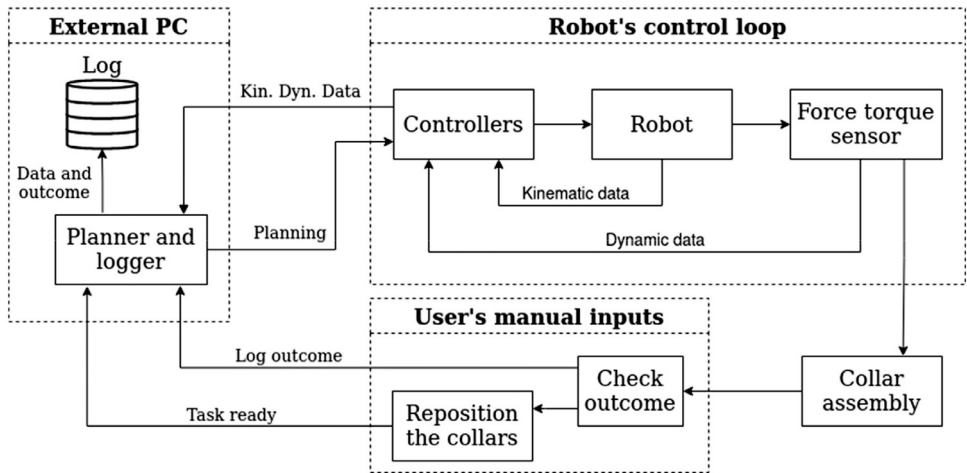 External PC
Robot's control loop
Log
Kin. Dyn. Data
Controllers
Robot
Force torque
sensor
Data and
outcome
Kinematic data
Planner and
logger
Planning
Dynamic data
User's manual inputs
Log outcome
Check
outcome
Collar
assembly
Task ready
Reposition
the collars